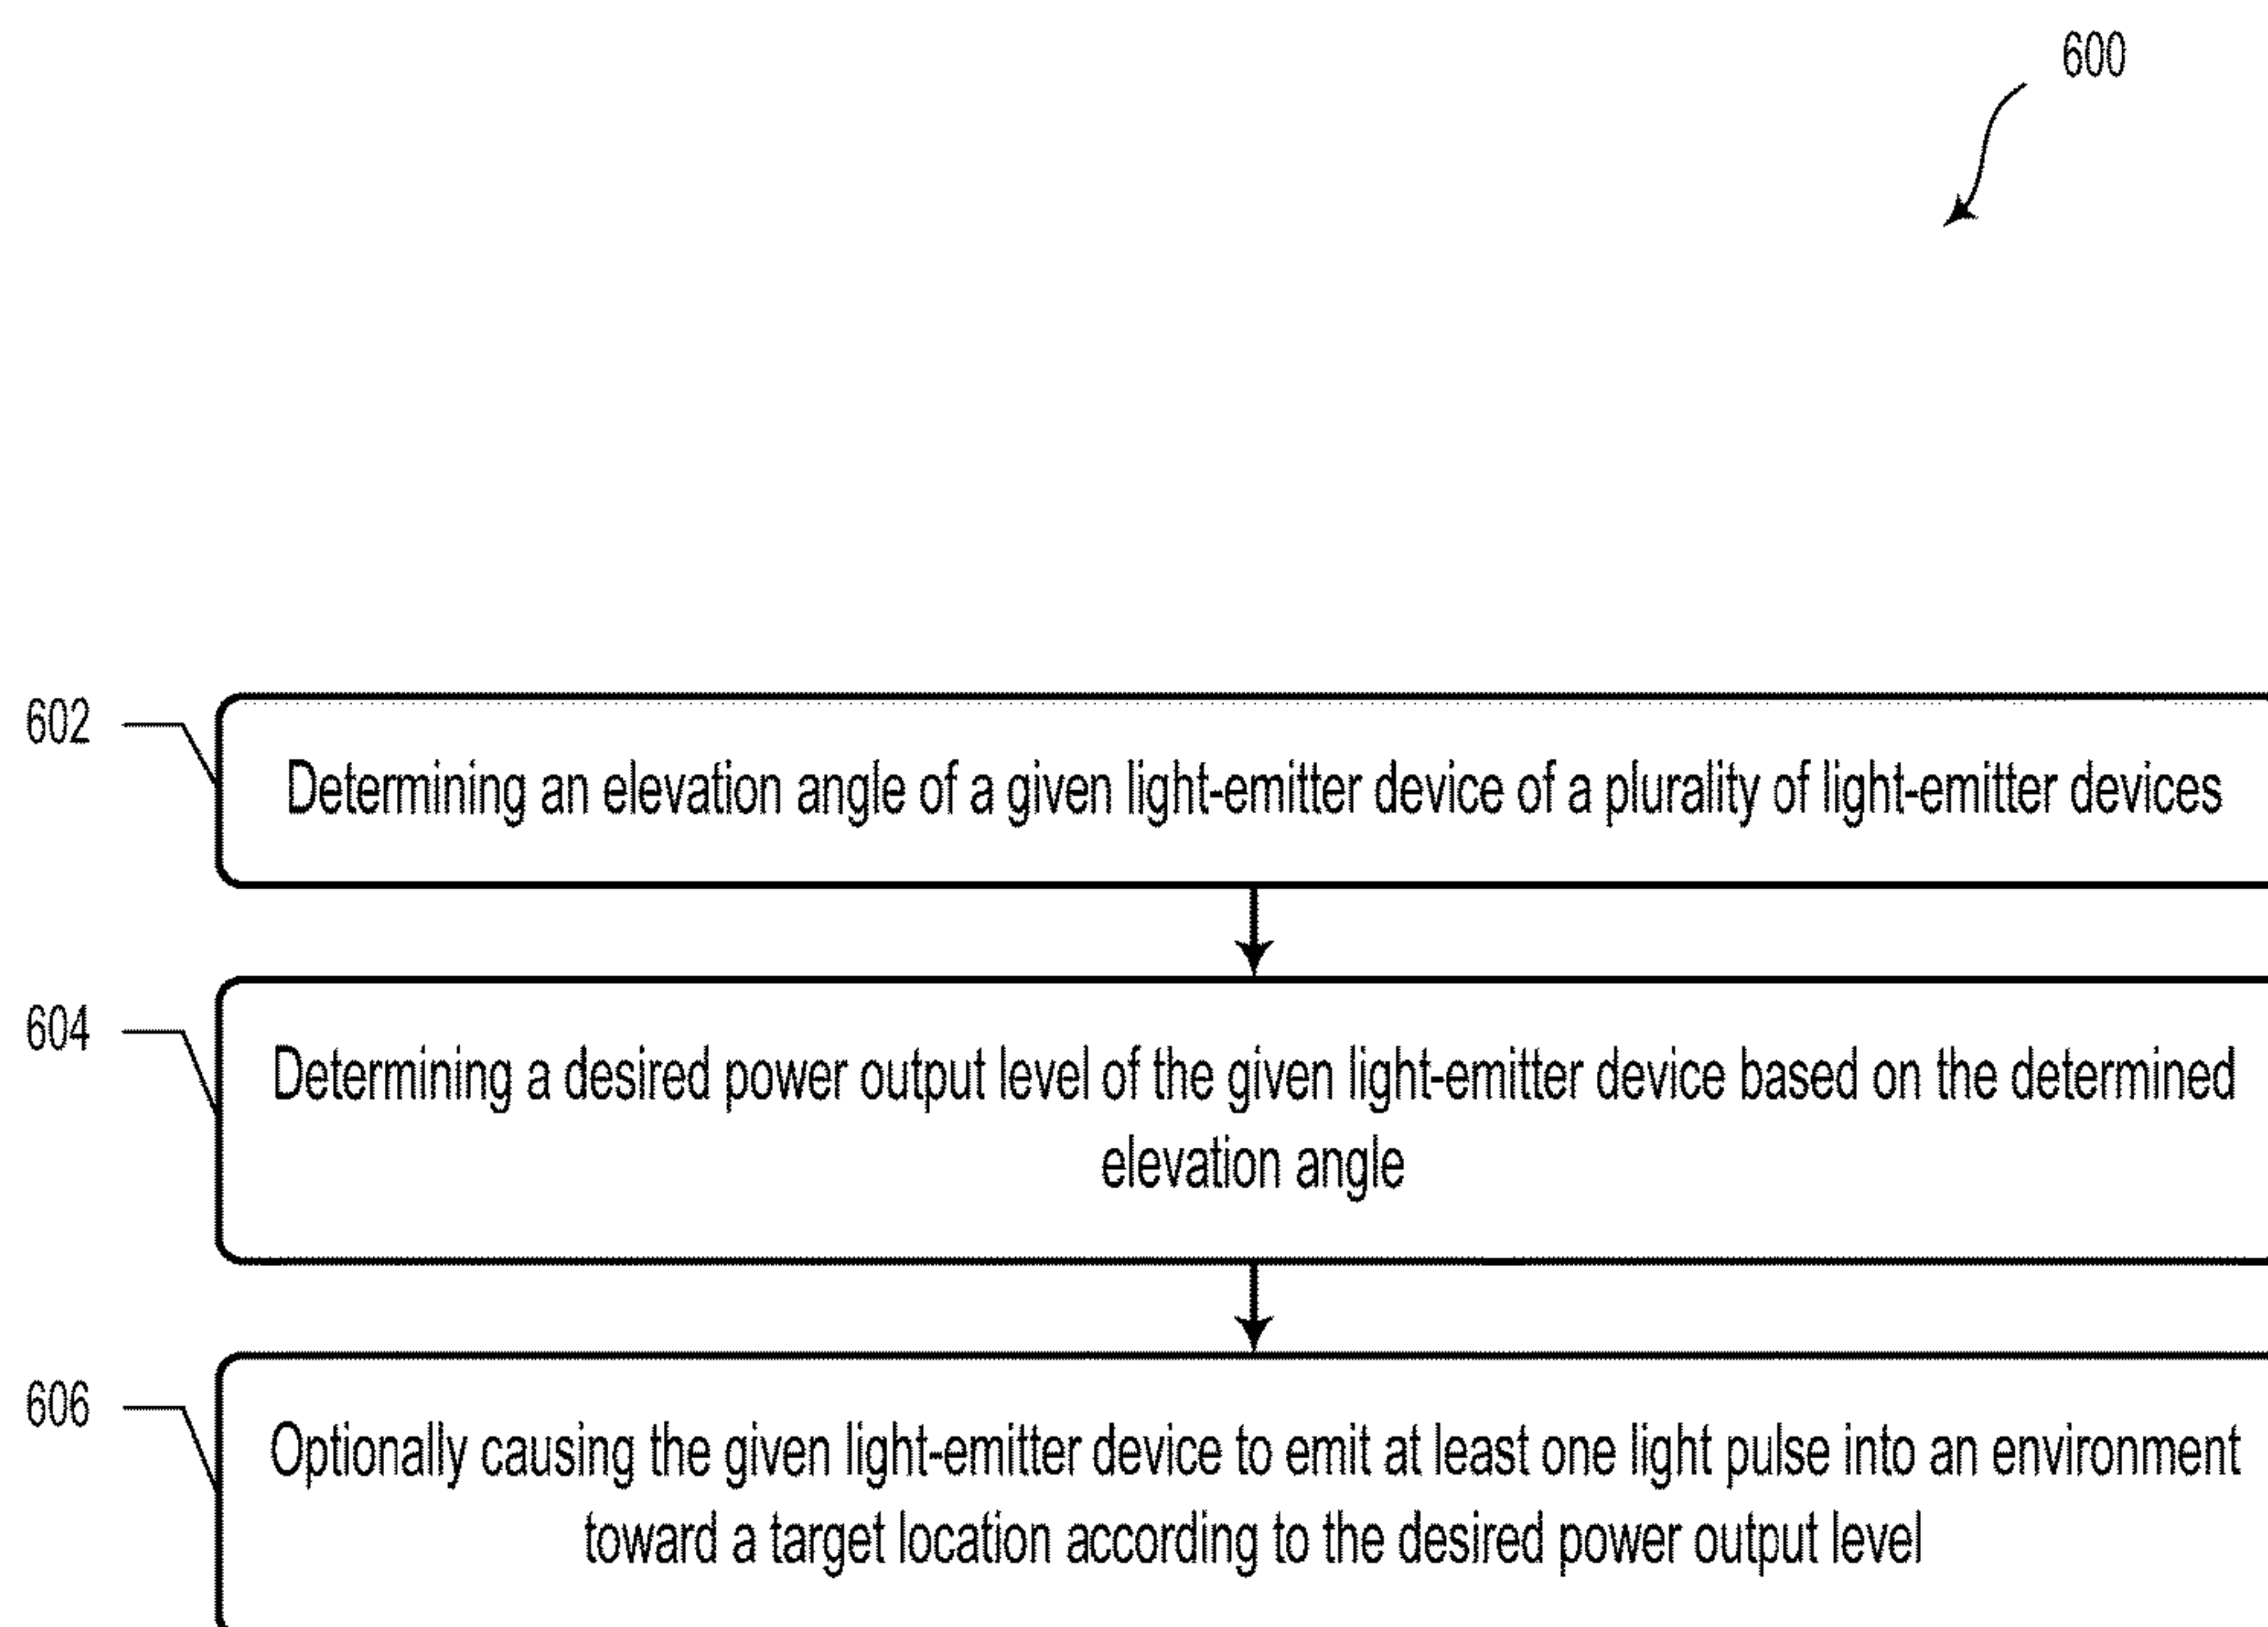 600
602
Determining an elevation angle of a given light-emitter device of a plurality of light-emitter devices
604
Determining a desired power output level of the given light-emitter device based on the determined
elevation angle
606
Optionally causing the given light-emitter device to emit at least one light pulse into an environment
toward a target location according to the desired power output level